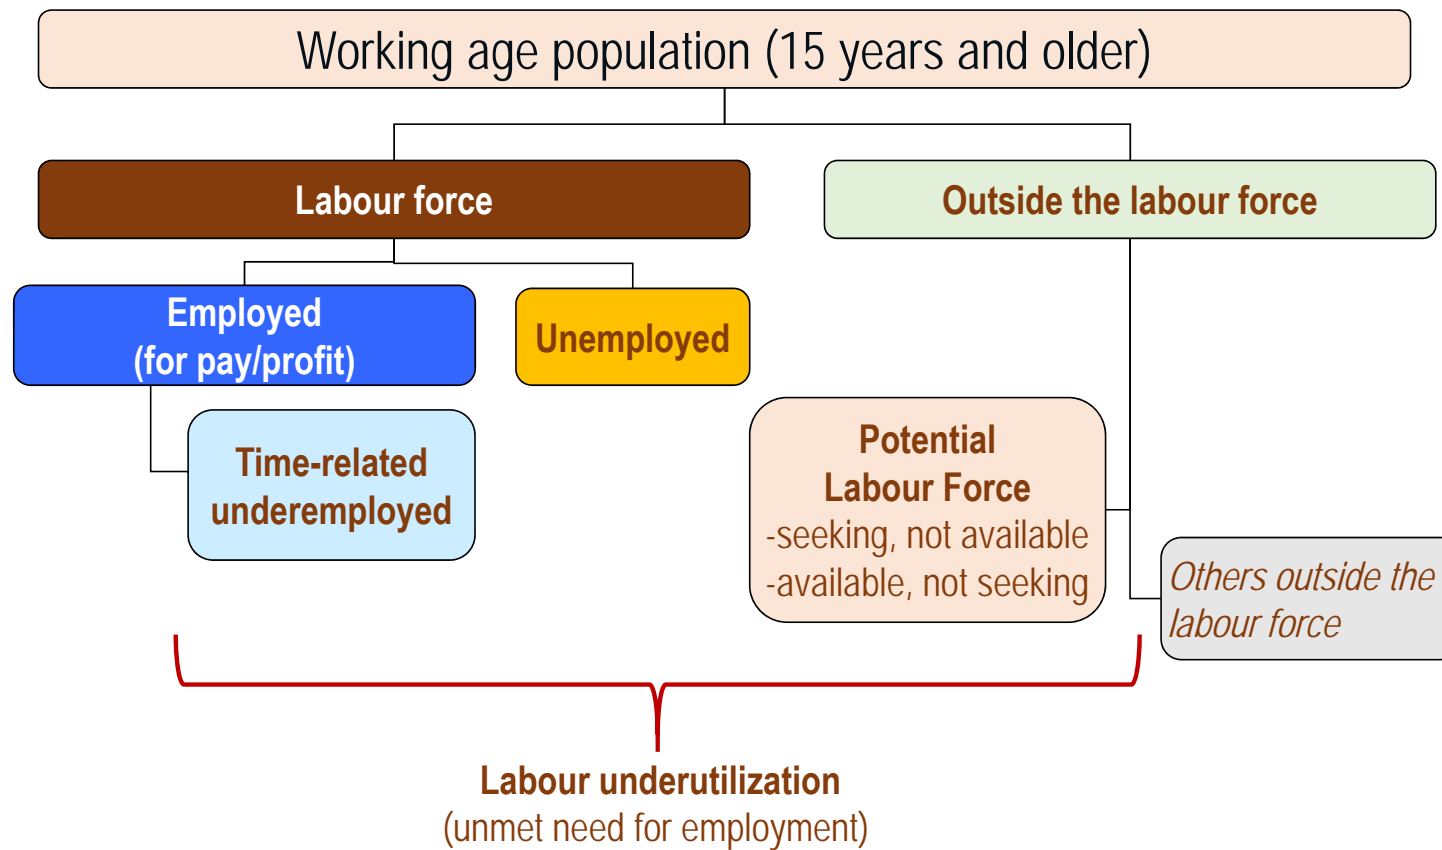 Working age population (15 years and older)
Labour force
Outside the labour force
Employed
(for pay/profit)
Unemployed
Time-related
underemployed
Potential
Labour Force
-seeking, not available
-available, not seeking
Others outside the
labour force
Labour underutilization
(unmet need for employment)